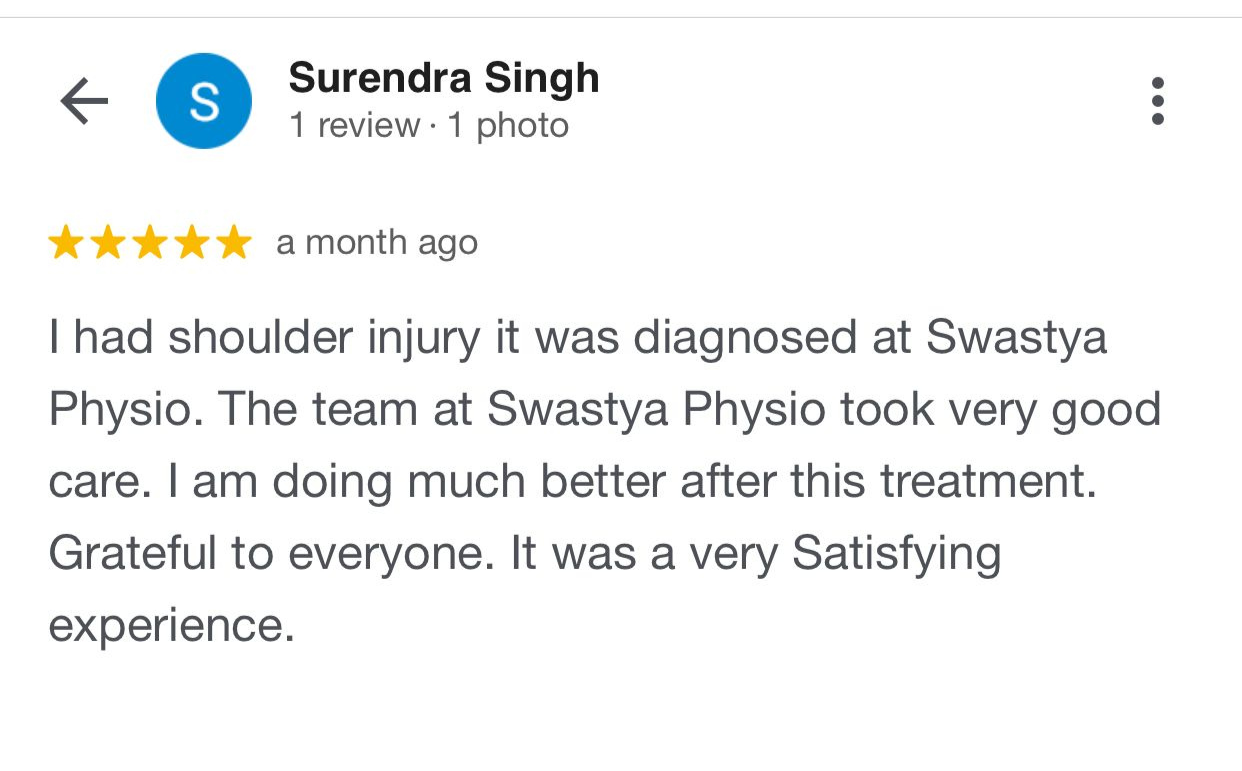 S
Surendra Singh
1 review · 1 photo
a month ago
I had shoulder injury it was diagnosed at Swastya
Physio. The team at Swastya Physio took very good
care. I am doing much better after this treatment.
Grateful to everyone. It was a very Satisfying
experience.